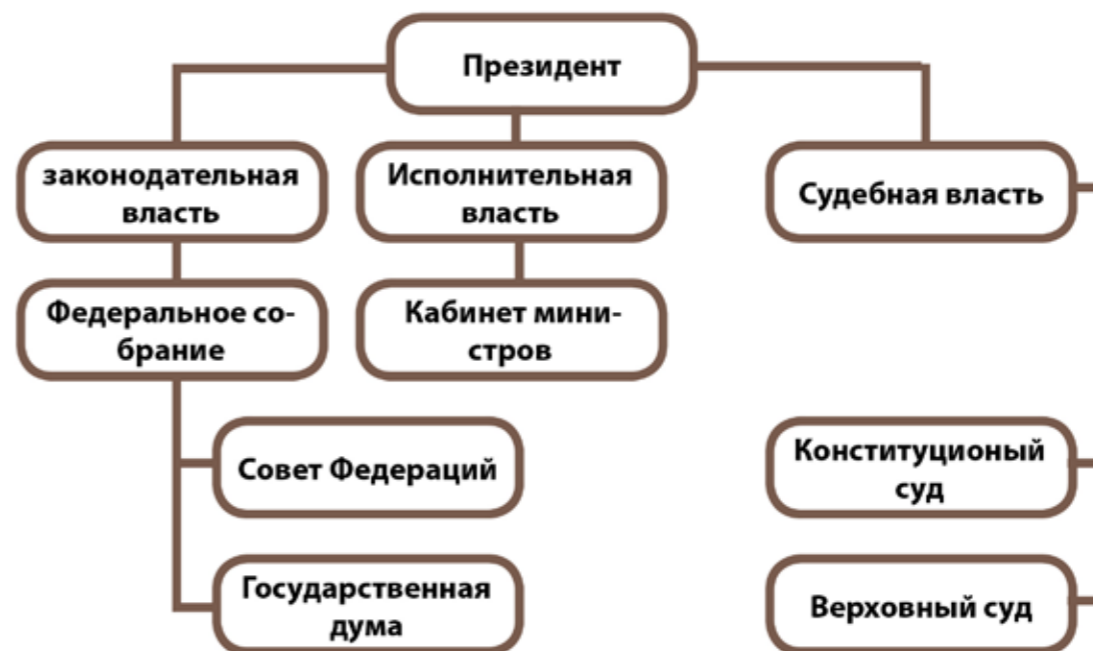 Президент
законодательная
власть
Исполнительная
власть
Судебная власть
Федеральное со-
брание
Кабинет мини-
стров
Совет Федераций
Конституционый
суд
Государственная
дума
Верховный суд